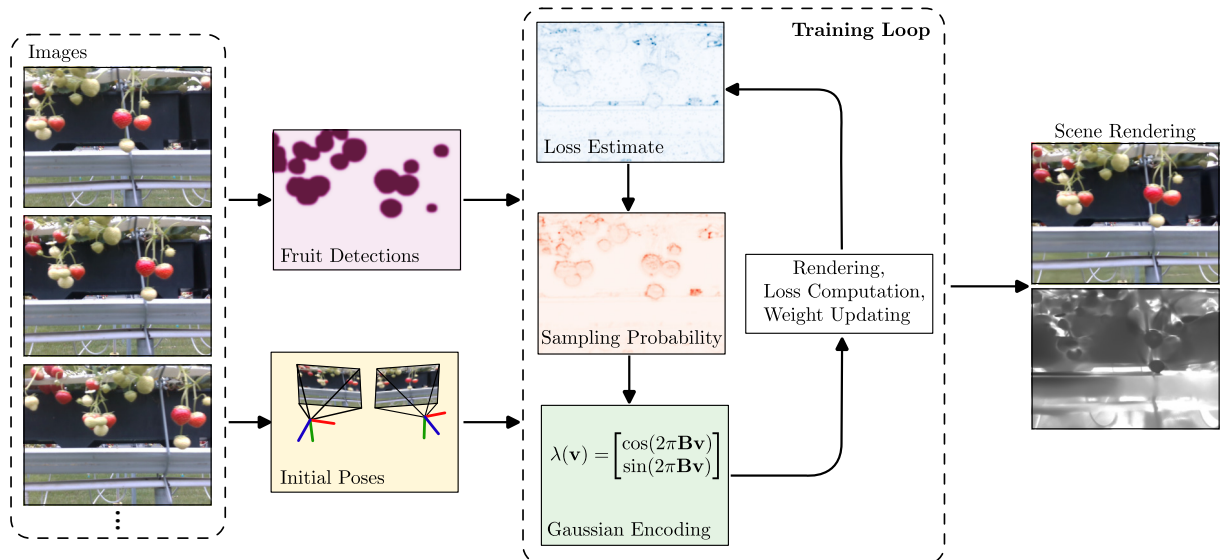 Images
Fruit Detections
Initial Poses
Training Loop
Loss Estimate
Sampling Probability
λ(v) = [cos(2πBv)
sin(2πBv)]
Gaussian Encoding
Rendering,
Loss Computation,
Weight Updating
Scene Rendering